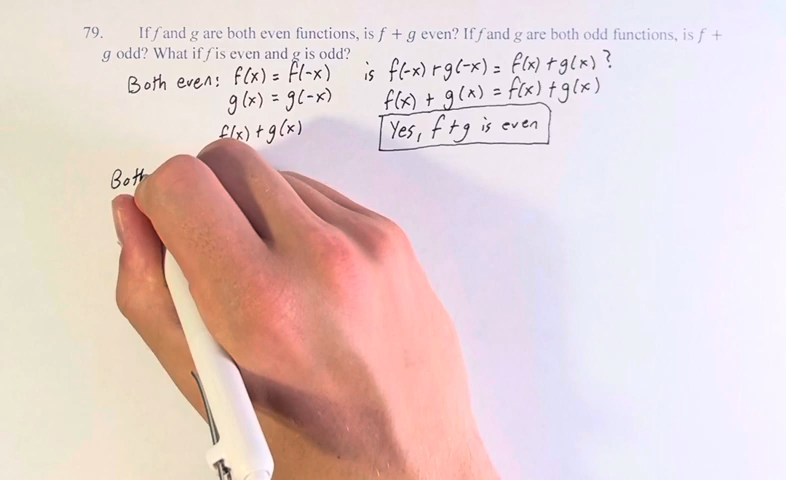 79. If f and g are both even functions, is f + g even? If f and g are both odd functions, is f +
g odd? What if f is even and g is odd?
Both even: f(x) = f(-x)
g(x) = g(-x)
f(x) + g(x)
is f(-x) + g(-x) = f(x) + g(x) ?
f(x) + g(x) = f(x) + g(x)
Yes, f+g is even
Both